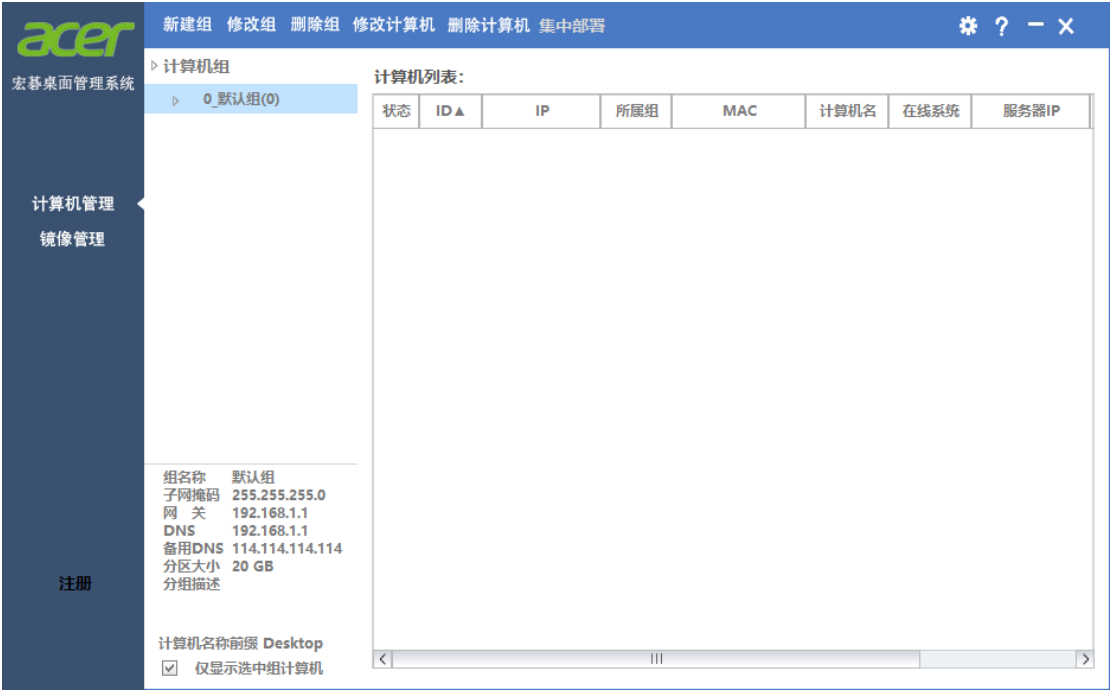 acer
宏碁桌面管理系统
计算机管理
镜像管理
注册
新建组 修改组 删除组 修改计算机 删除计算机 集中部署
计算机组
0_默认组(0)
组名称 默认组
子网掩码 255.255.255.0
网 关 192.168.1.1
DNS 192.168.1.1
备用DNS 114.114.114.114
分区大小 20 GB
分组描述
计算机名称前缀 Desktop
仅显示选中组计算机
计算机列表：
状态 ID▲ IP 所属组 MAC 计算机名 在线系统 服务器IP